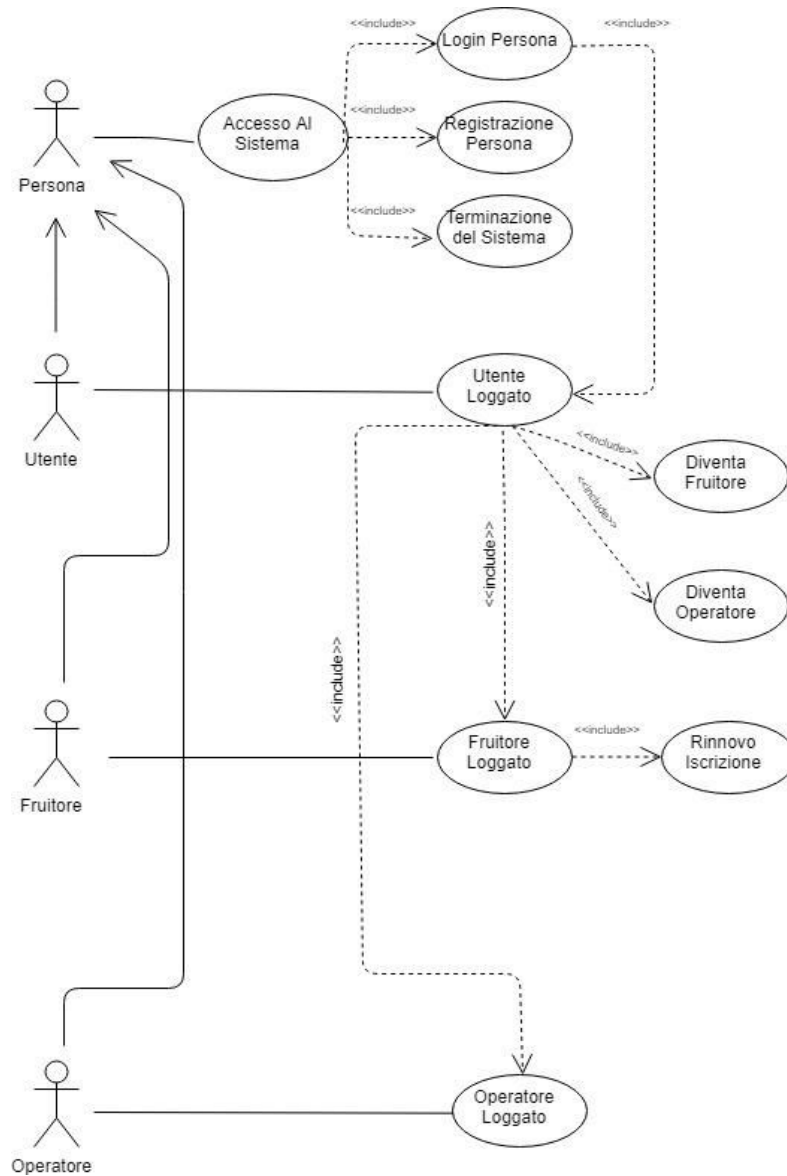 <<include>>
Login Persona
<<include>>
Persona
Accesso Al
Sistema
<<include>>
Registrazione
Persona
<<include>>
Terminazione
del Sistema
Utente
Utente
Loggato
<<include>>
Diventa
Fruitore
<<include>>
<<include>>
Diventa
Operatore
<<include>>
Fruitore
Fruitore
Loggato
<<include>>
Rinnovo
Iscrizione
Operatore
Operatore
Loggato